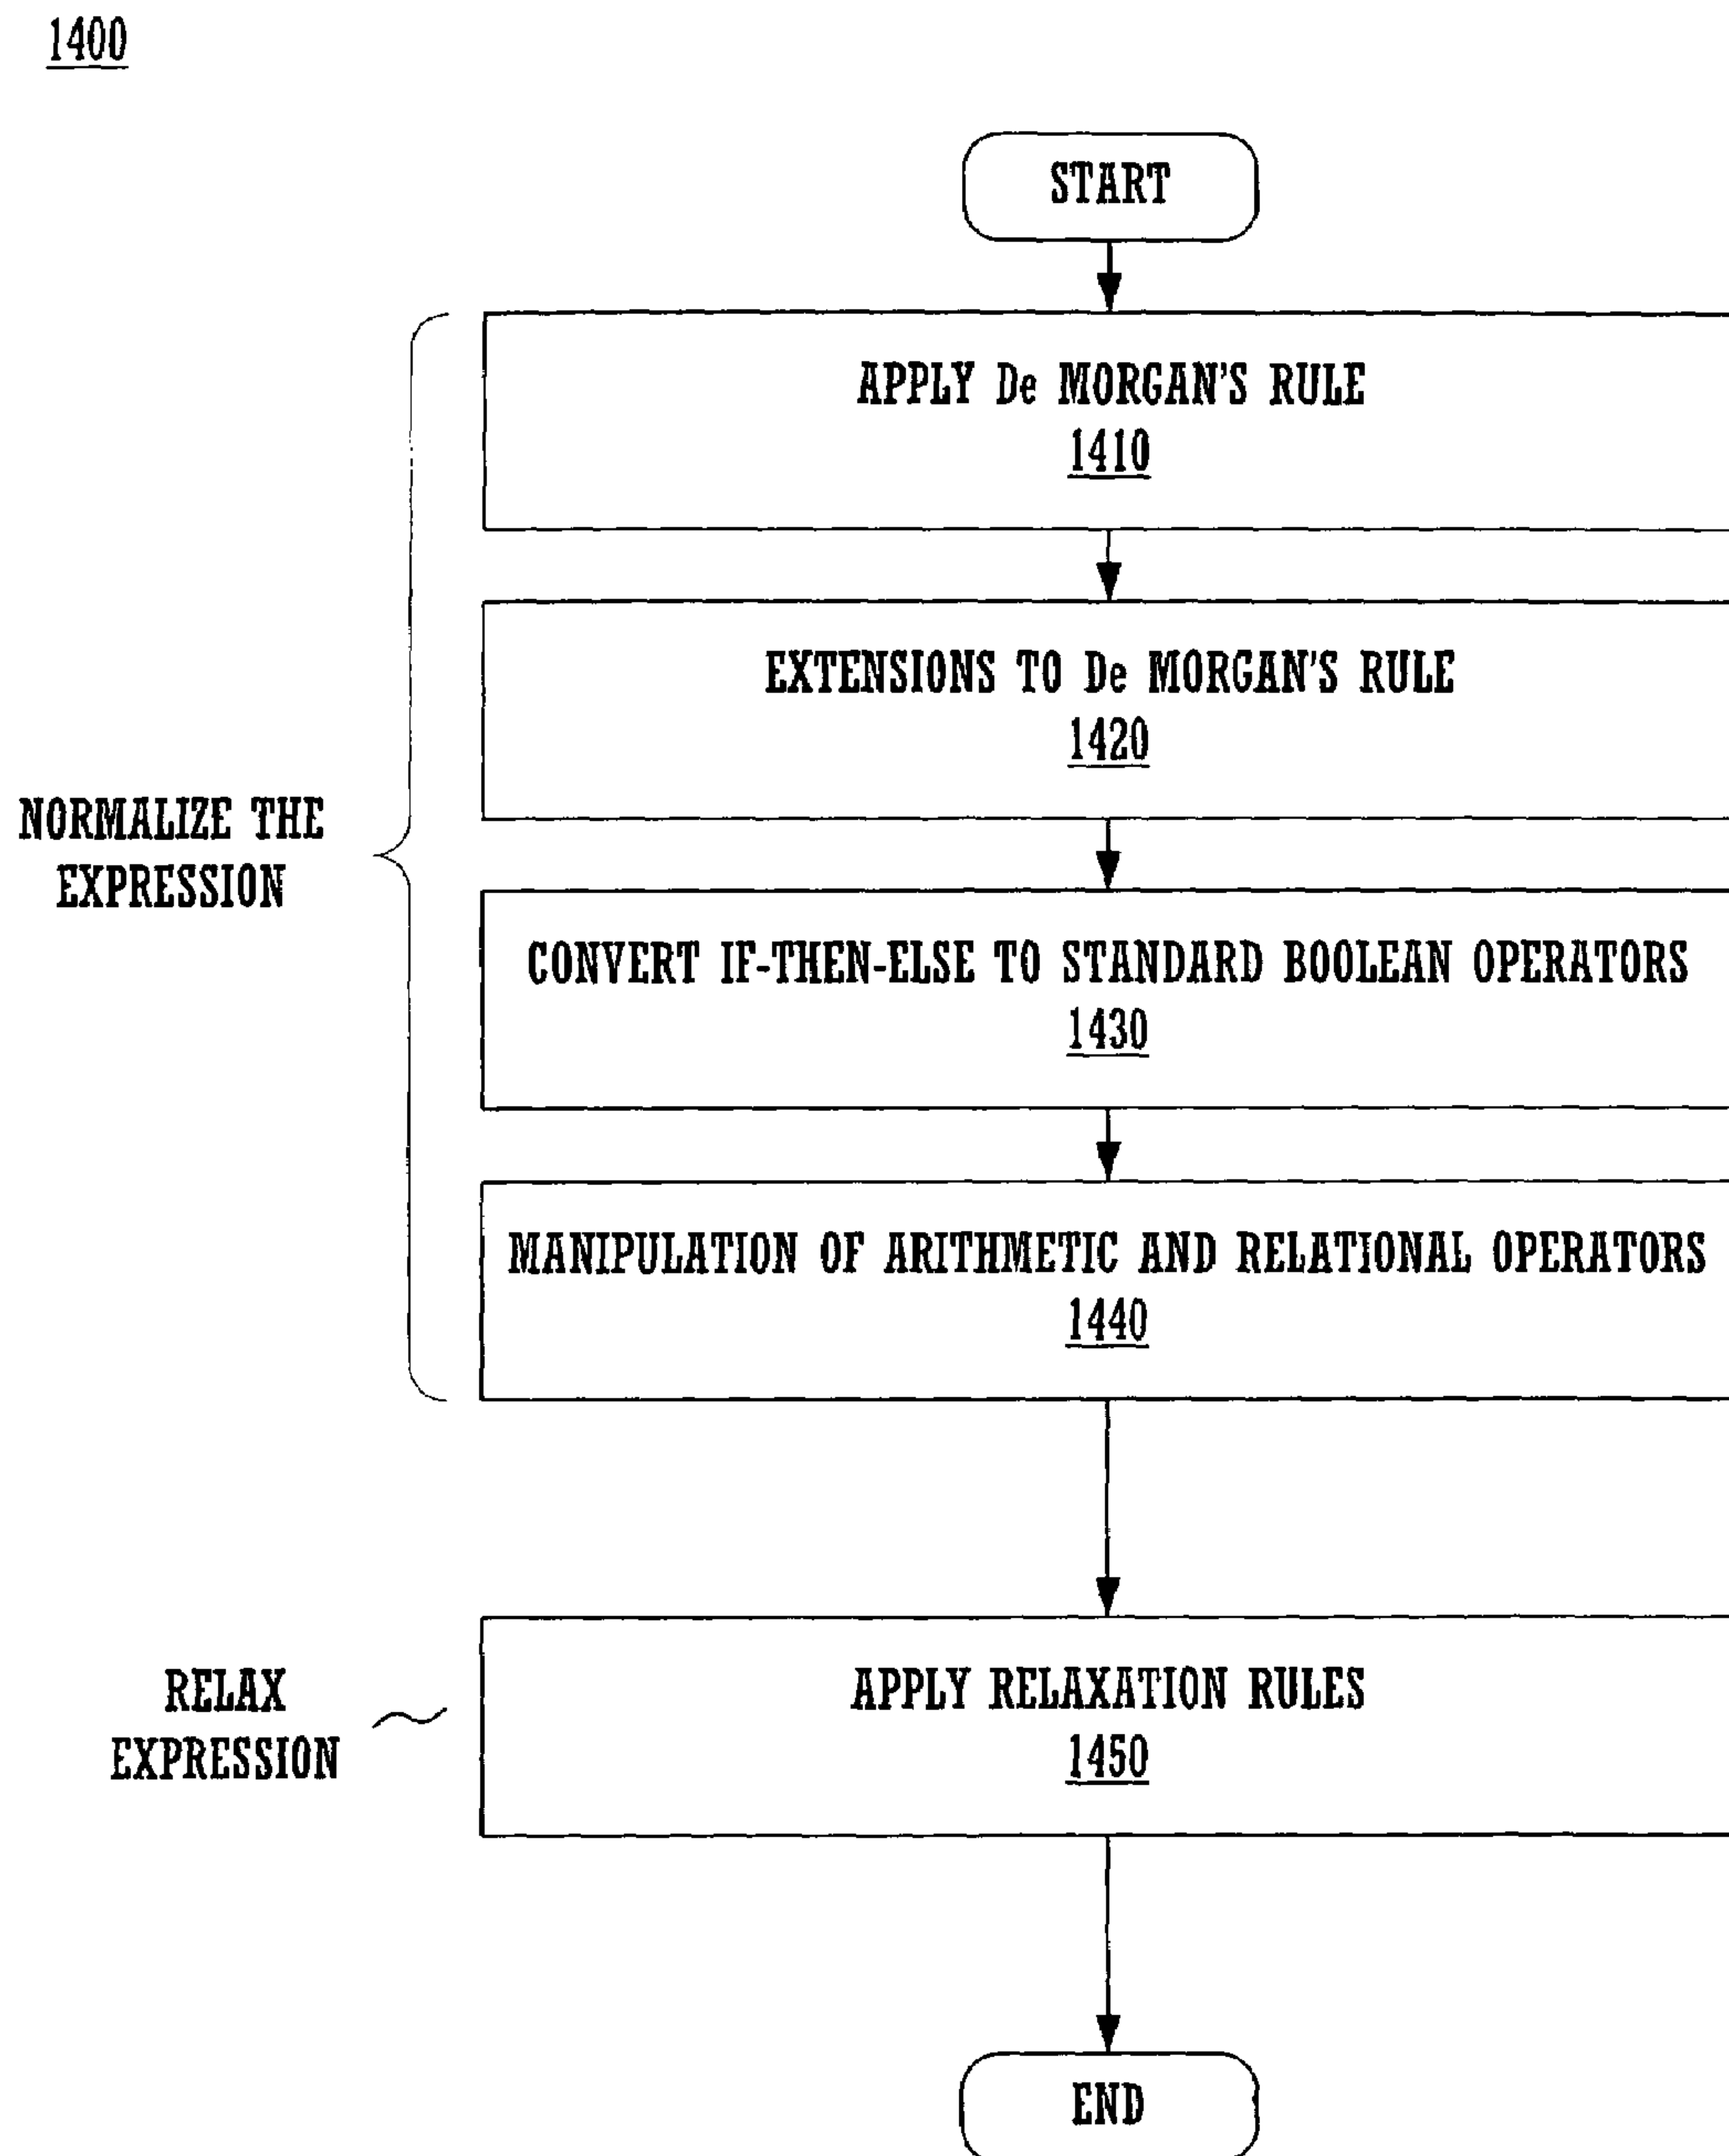 1400
START
APPLY De MORGAN'S RULE
1410
EXTENSIONS TO De MORGAN'S RULE
1420
NORMALIZE THE
EXPRESSION
CONVERT IF-THEN-ELSE TO STANDARD BOOLEAN OPERATORS
1430
MANIPULATION OF ARITHMETIC AND RELATIONAL OPERATORS
1440
RELAX
EXPRESSION
APPLY RELAXATION RULES
1450
END